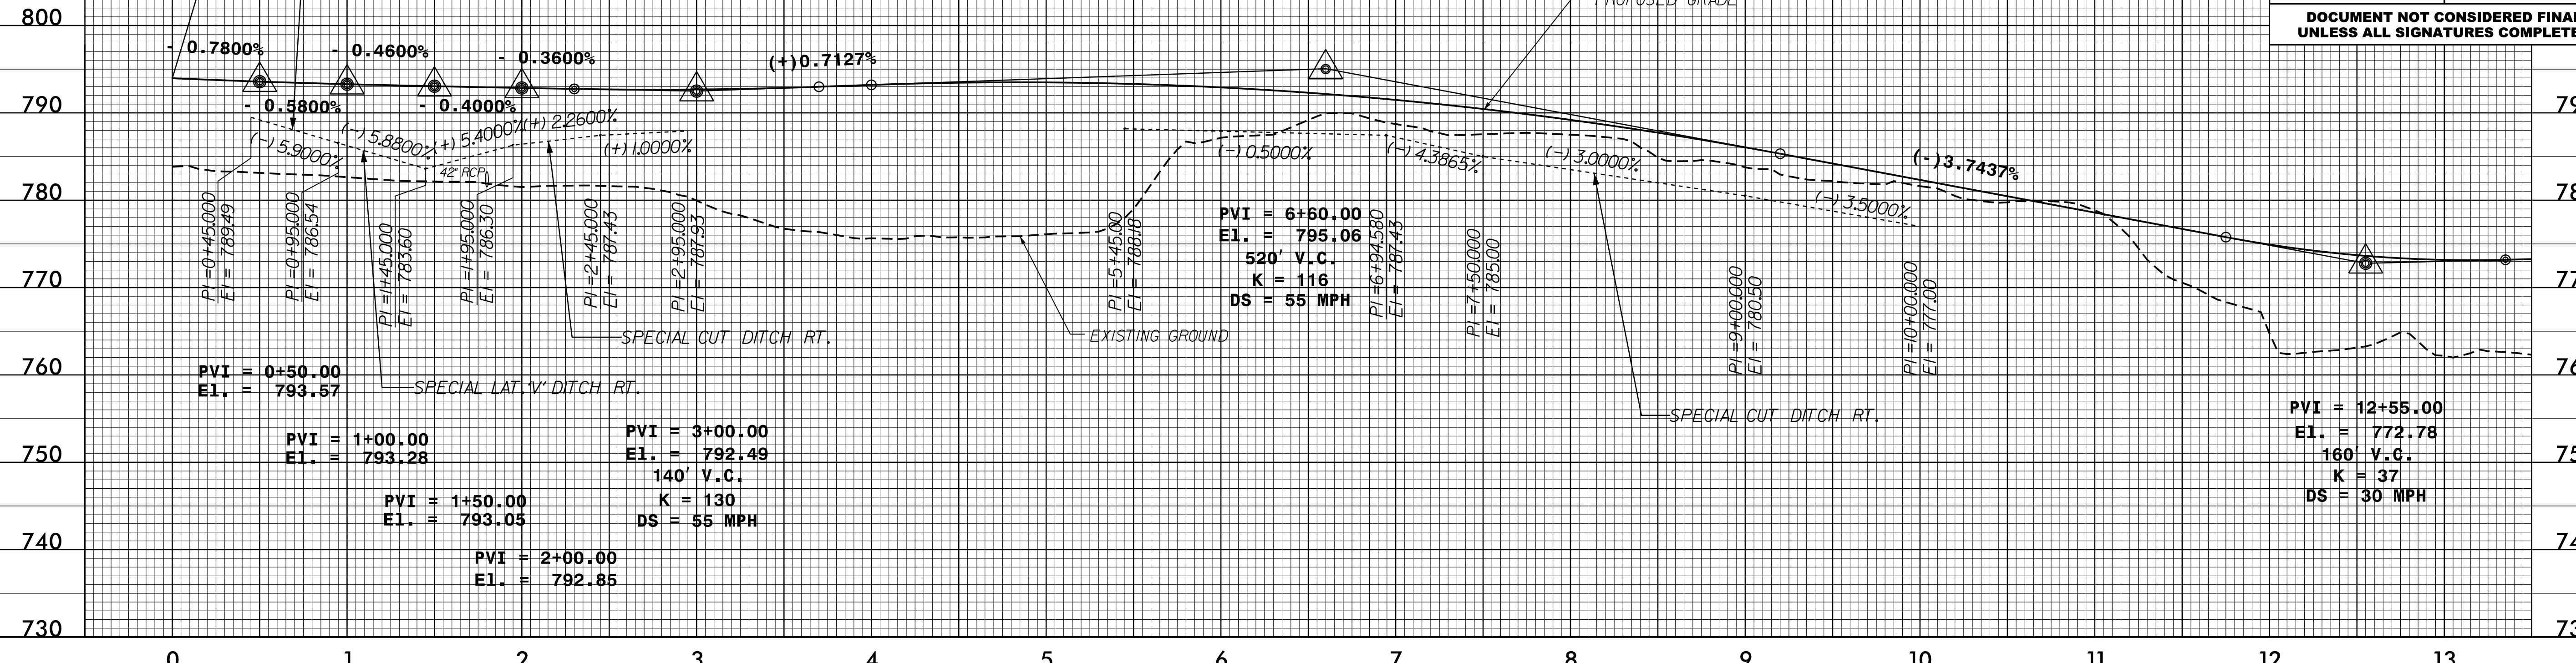 800
PROPOSED GRADE
DOCUMENT NOT CONSIDERED FINAL
UNLESS ALL SIGNATURES COMPLETE
- 0.7800%
- 0.4600%
- 0.3600%
(+)0.7127%
790
79
- 0.5800%
- 0.4000%
(-) 5.9000%
(-) 5.8800%
(+) 5.4000%
(+) 2.2600%
(+) 1.0000%
(-) 0.5000%
(-) 4.3865%
(-) 3.0000%
(-)3.7437%
(-) 3.5000%
42" RCP
780
78
PI =0+45.000
El = 789.49
PI =0+95.000
El = 786.54
PI =1+45.000
El = 783.60
PI =1+95.000
El = 786.30
PI =2+45.000
El = 787.43
PI =2+95.000
El = 787.93
PI =5+45.00
El = 788.18
PVI = 6+60.00
El. = 795.06
520' V.C.
K = 116
DS = 55 MPH
PI =6+94.580
El = 787.43
PI =7+50.000
El = 785.00
PI =9+00.000
El = 780.50
PI =10+00.000
El = 777.00
770
77
SPECIAL CUT DITCH RT.
EXISTING GROUND
760
76
PVI = 0+50.00
El. = 793.57
SPECIAL LAT.'V' DITCH RT.
SPECIAL CUT DITCH RT.
PVI = 1+00.00
El. = 793.28
PVI = 3+00.00
El. = 792.49
140' V.C.
K = 130
DS = 55 MPH
PVI = 12+55.00
El. = 772.78
160' V.C.
K = 37
DS = 30 MPH
750
75
PVI = 1+50.00
El. = 793.05
740
74
PVI = 2+00.00
El. = 792.85
730
73
0 1 2 3 4 5 6 7 8 9 10 11 12 13